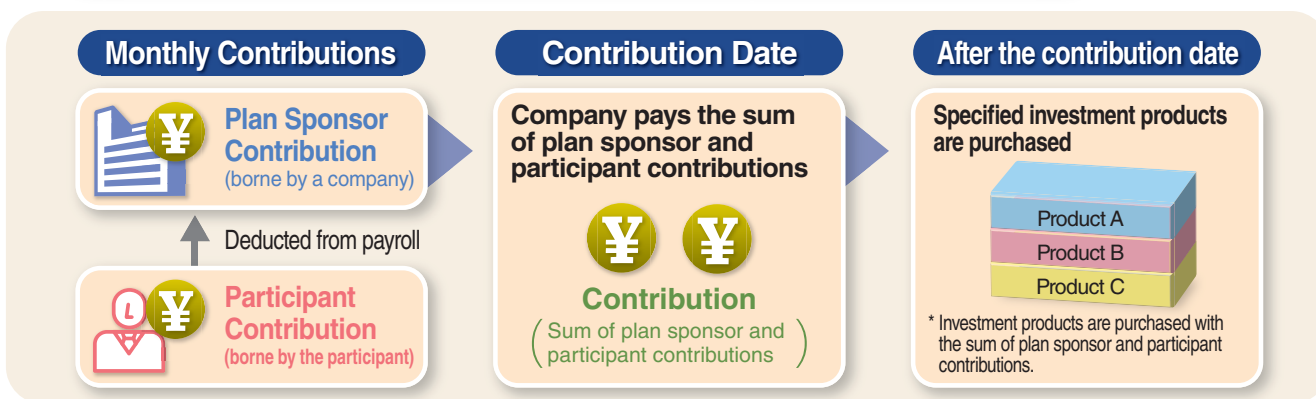 Monthly Contributions
¥
Plan Sponsor
Contribution
(borne by a company)
Deducted from payroll
¥
Participant
Contribution
(borne by the participant)
Contribution Date
Company pays the sum
of plan sponsor and
participant contributions
¥ ¥
Contribution
(Sum of plan sponsor and
participant contributions)
After the contribution date
Specified investment products
are purchased
Product A
Product B
Product C
* Investment products are purchased with
the sum of plan sponsor and participant
contributions.